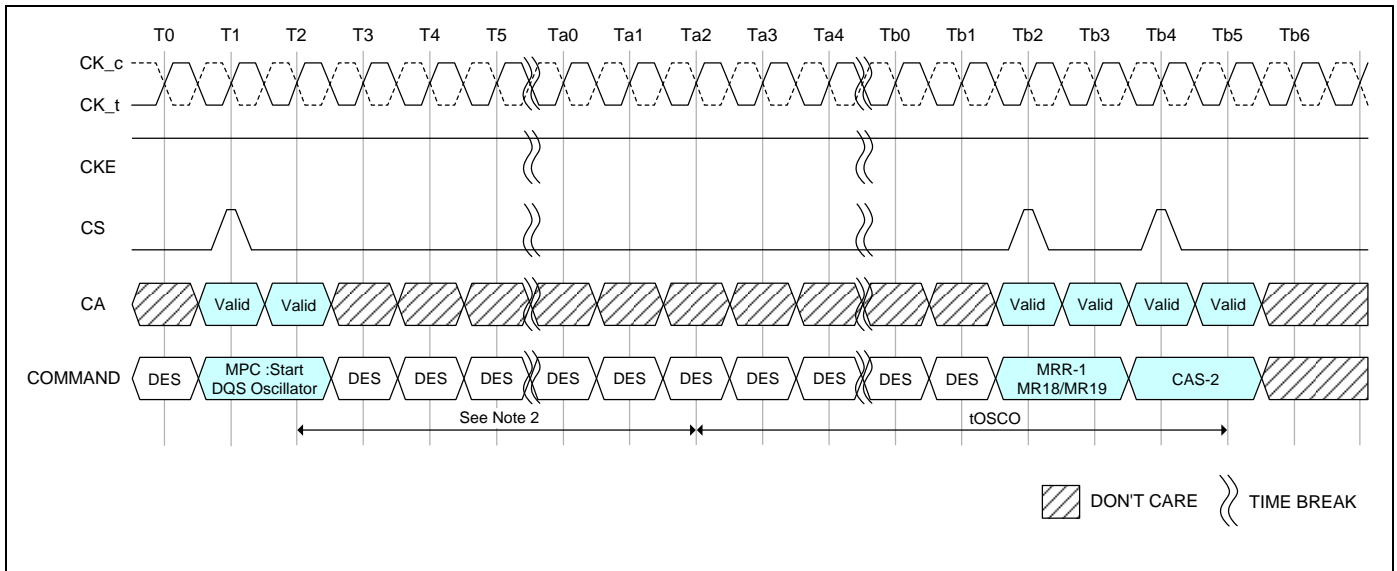 T0 T1 T2 T3 T4 T5 Ta0 Ta1 Ta2 Ta3 Ta4 Tb0 Tb1 Tb2 Tb3 Tb4 Tb5 Tb6
CK_c
CK_t
CKE
CS
CA Valid Valid Valid Valid Valid Valid
COMMAND DES MPC :Start DES DES DES DES DES DES DES DES DES DES MRR-1 CAS-2
DQS Oscillator MR18/MR19
See Note 2 tOSCO
DON'T CARE TIME BREAK